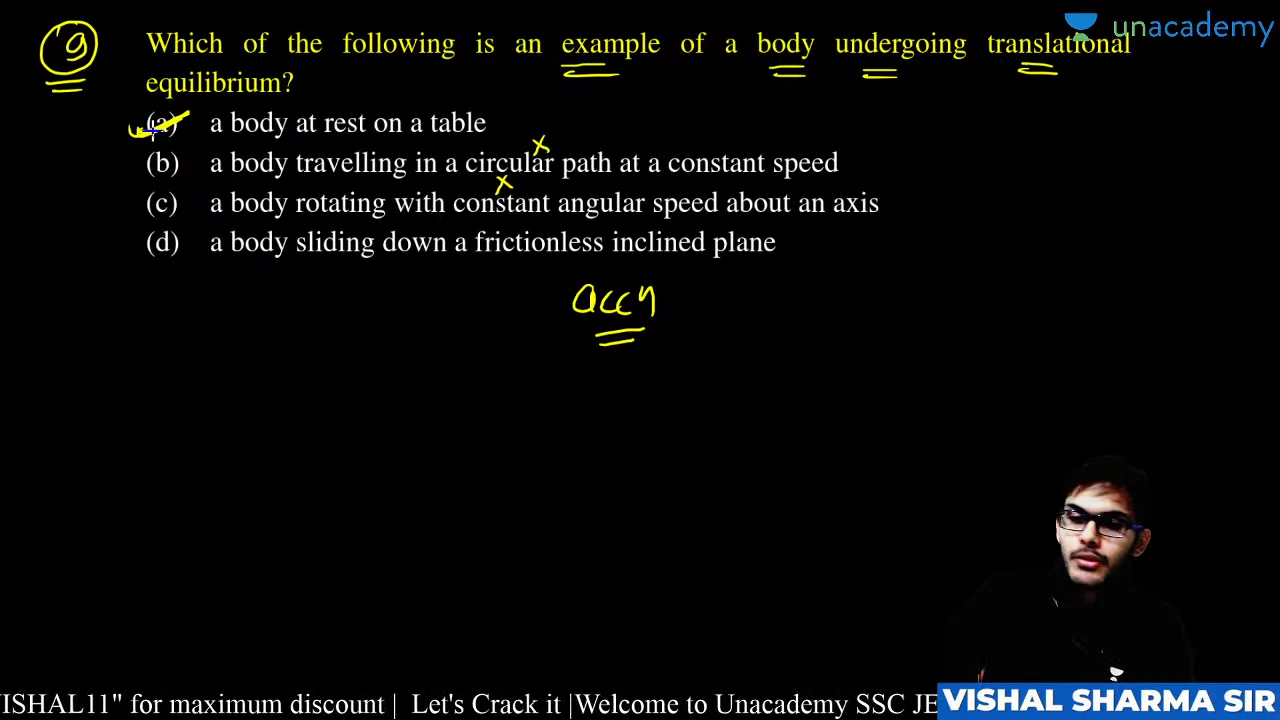 9 Which of the following is an example of a body undergoing translational
unacademy
equilibrium?
(a) a body at rest on a table
(b) a body travelling in a circular path at a constant speed
(c) a body rotating with constant angular speed about an axis
(d) a body sliding down a frictionless inclined plane
accn
VISHAL11" for maximum discount | Let's Crack it |Welcome to Unacademy SSC JE
VISHAL SHARMA SIR